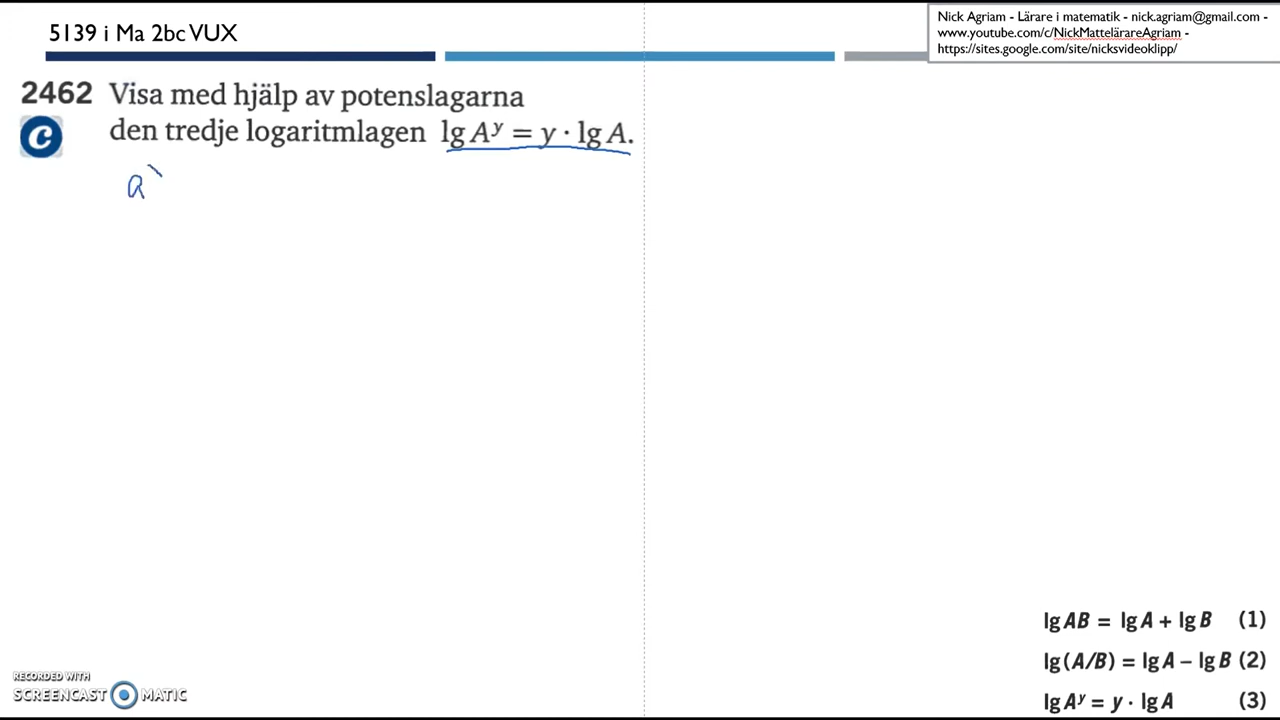 5139 i Ma 2bc VUX
Nick Agriam - Lärare i matematik - nick.agriam@gmail.com -
www.youtube.com/c/NickMattelärareAgriam -
https://sites.google.com/site/nicksvideoklipp/
2462 Visa med hjälp av potenslagarna
C den tredje logaritmlagen lg Aʸ = y · lg A.
a
lg AB = lg A + lg B (1)
lg (A/B) = lg A – lg B (2)
lg Aʸ = y · lg A (3)
RECORDED WITH
SCREENCAST MATIC